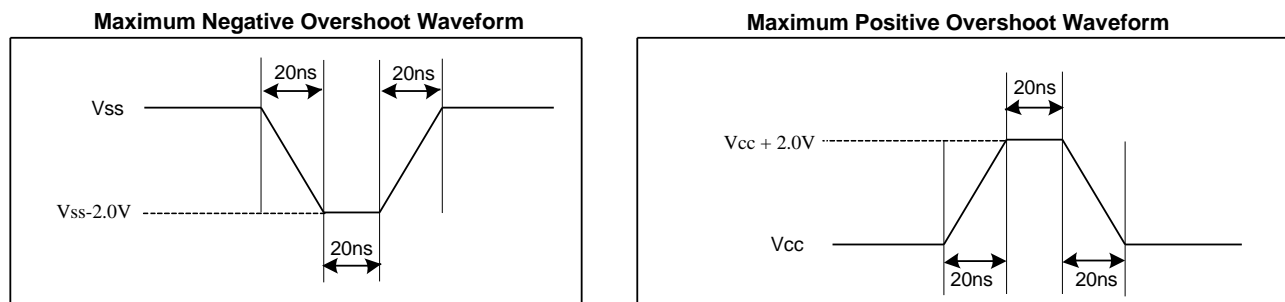 Maximum Negative Overshoot Waveform
20ns
20ns
Vss
Vss-2.0V
20ns
Maximum Positive Overshoot Waveform
20ns
Vcc + 2.0V
Vcc
20ns
20ns